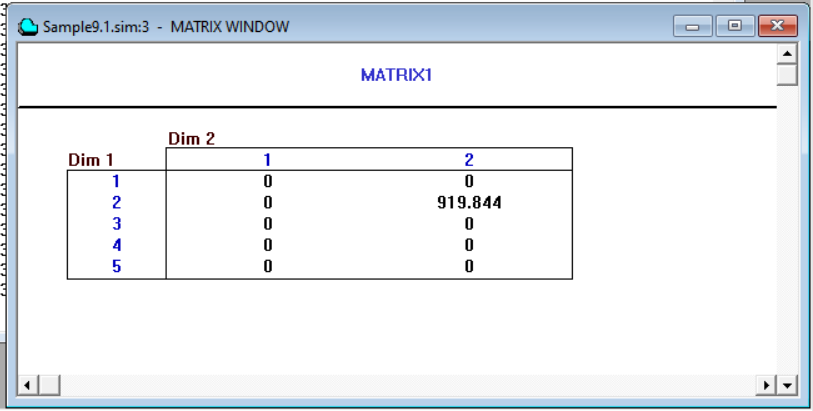 Sample9.1.sim:3 - MATRIX WINDOW
MATRIX1
Dim 2
Dim 1 1 2
1 0 0
2 0 919.844
3 0 0
4 0 0
5 0 0